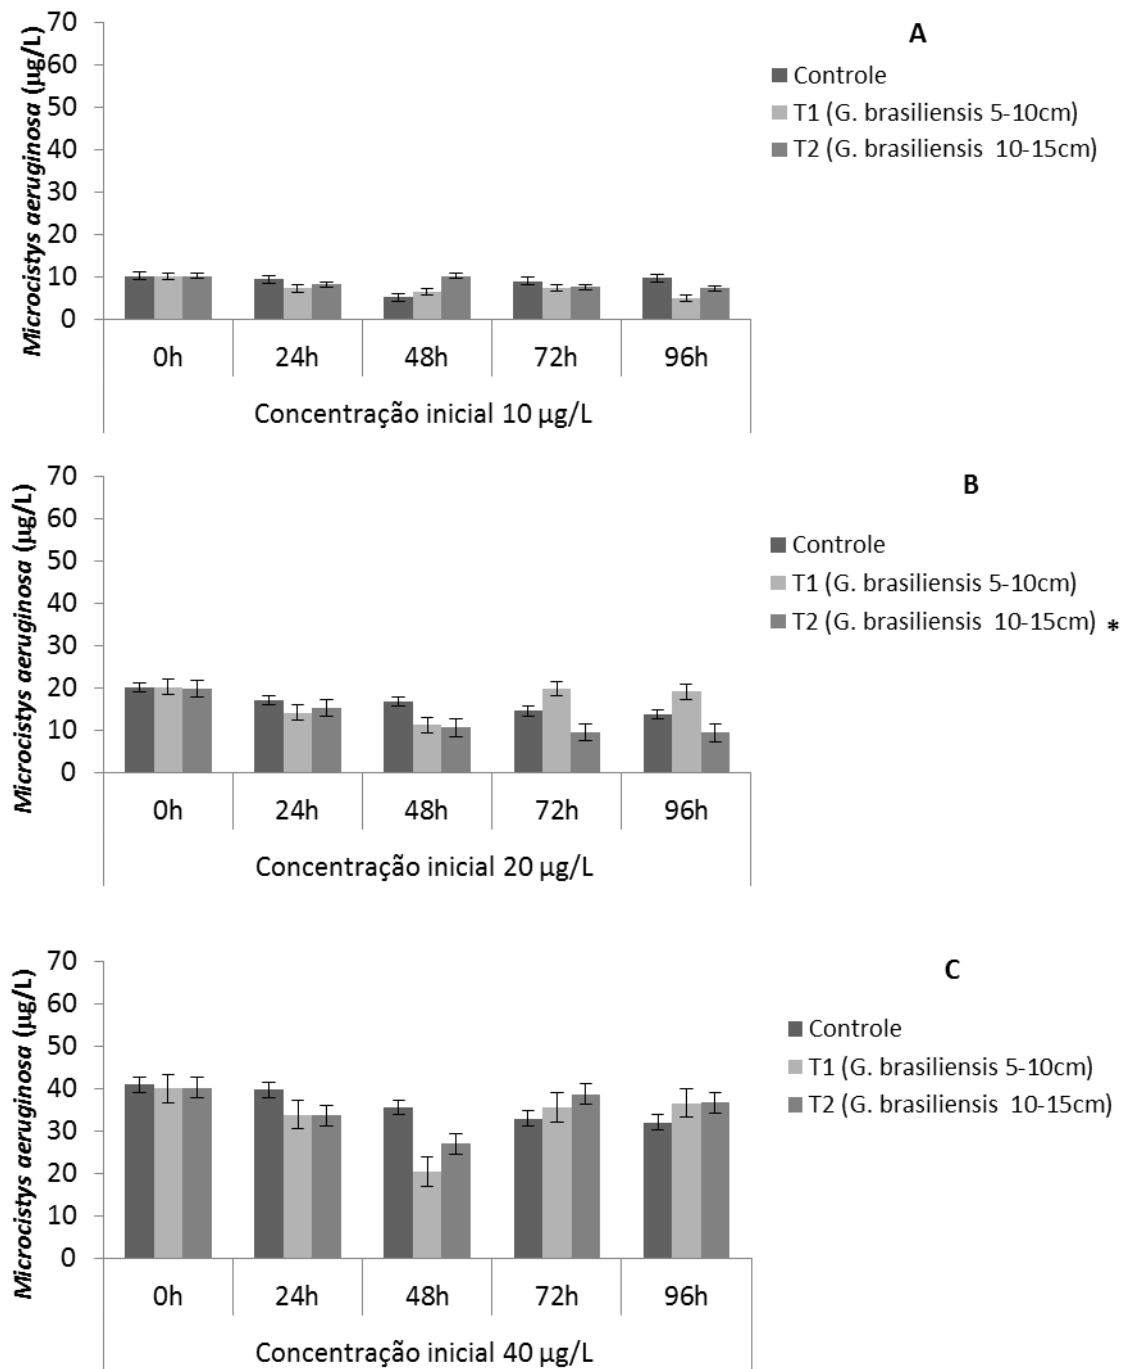 A
Microcistys aeruginosa (µg/L)
70
60
50
40
30
20
10
0
0h 24h 48h 72h 96h
Concentração inicial 10 µg/L
Controle
T1 (G. brasiliensis 5-10cm)
T2 (G. brasiliensis 10-15cm)
B
Microcistys aeruginosa (µg/L)
70
60
50
40
30
20
10
0
0h 24h 48h 72h 96h
Concentração inicial 20 µg/L
Controle
T1 (G. brasiliensis 5-10cm)
T2 (G. brasiliensis 10-15cm) *
C
Microcistys aeruginosa (µg/L)
70
60
50
40
30
20
10
0
0h 24h 48h 72h 96h
Concentração inicial 40 µg/L
Controle
T1 (G. brasiliensis 5-10cm)
T2 (G. brasiliensis 10-15cm)